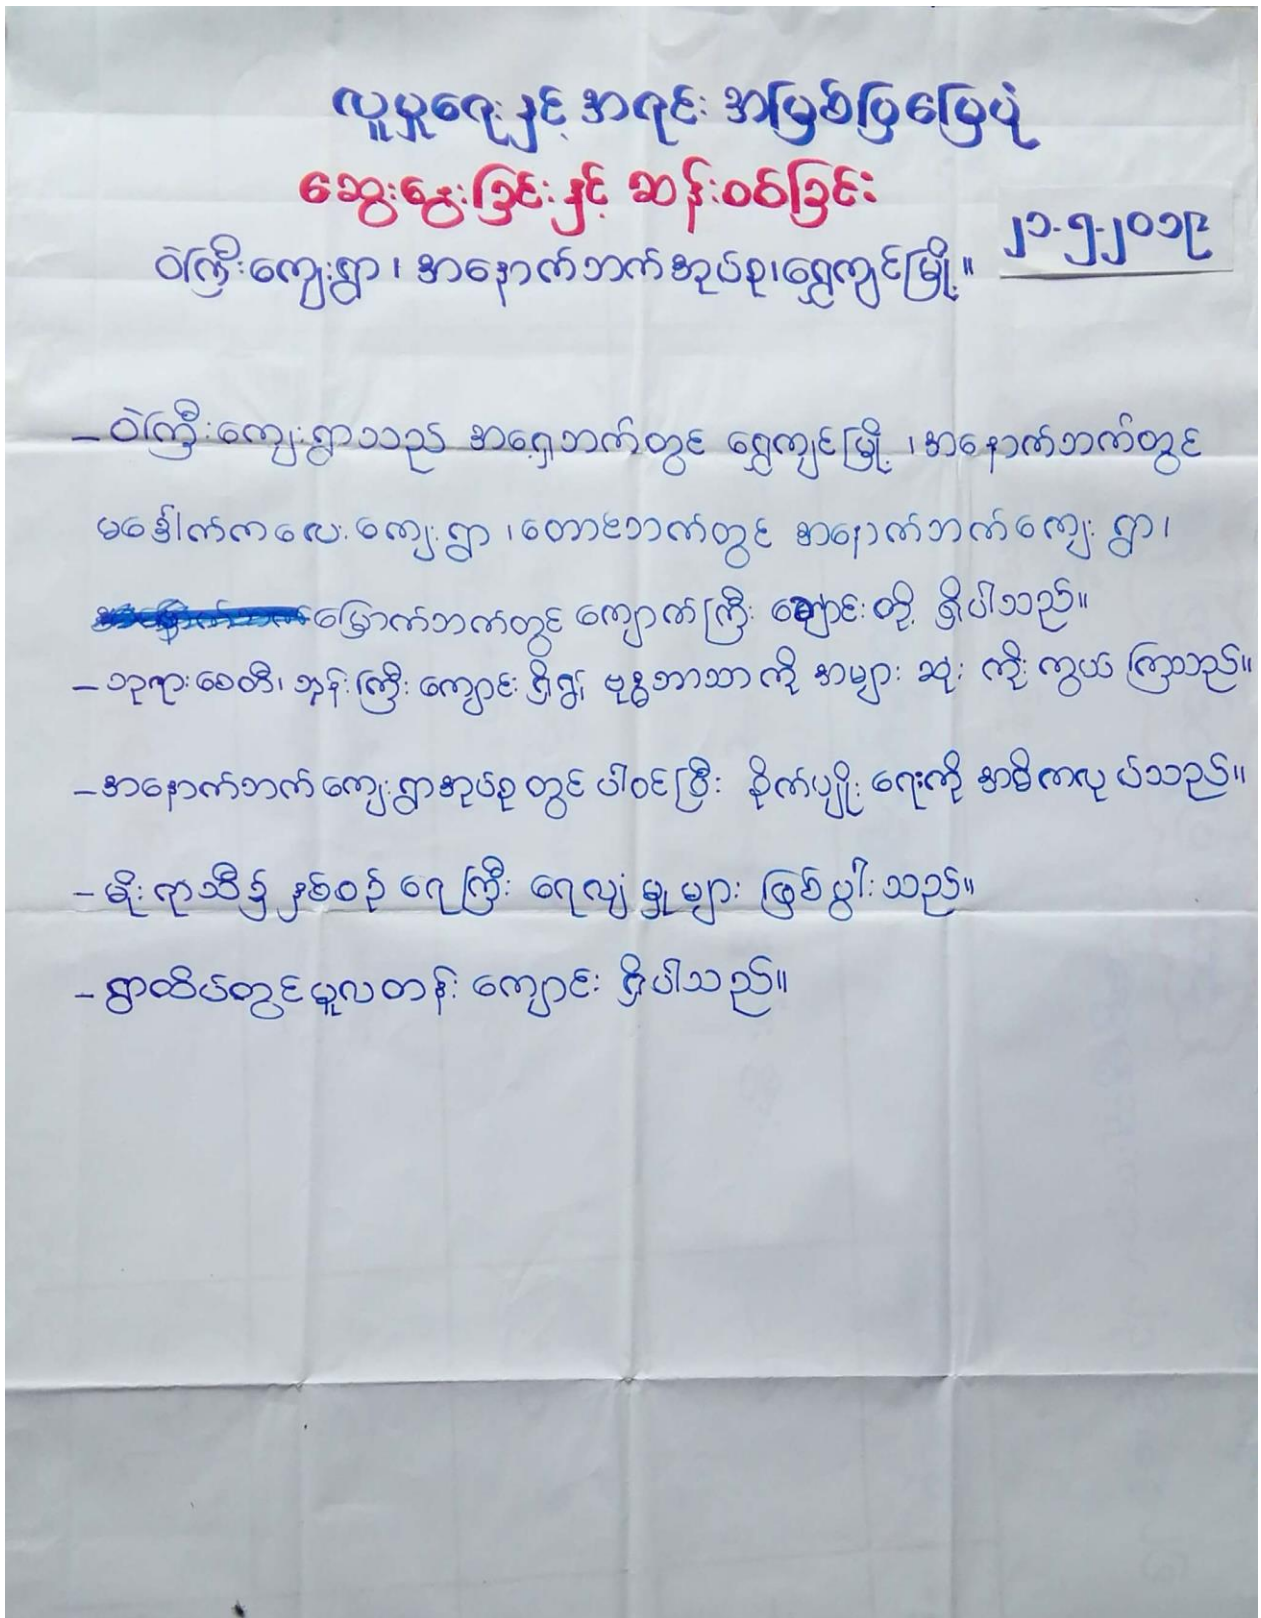 လူမှုရေးနှင့် အရင်း အမြစ်ပြမြေပုံ
ဆွေးနွေးခြင်းနှင့် ဆန်းစစ်ခြင်း
၂၁-၅-၂၀၁၉
ဝဲကြီးကျေးရွာ၊ အနောက်ဘက်အုပ်စု၊ ရွှေကျင်မြို့။
- ဝဲကြီးကျေးရွာသည် အရှေ့ဘက်တွင် ရွှေကျင်မြို့ ၊ အနောက်ဘက်တွင်
မဒေါက်ကလေး ကျေးရွာ ၊ တောင်ဘက်တွင် အနောက်ဘက်ကျေးရွာ ၊
မြောက်ဘက်တွင် ကျောက်ကြီး ချောင်းတို့ ရှိပါသည်။
- ဘုရားစေတီ၊ ဘုန်းကြီး ကျောင်း ရှိ၍ ဗုဒ္ဓဘာသာကို အများ ဆုံး ကိုးကွယ် ကြသည်။
- အနောက်ဘက်ကျေးရွာအုပ်စုတွင် ပါဝင်ပြီး စိုက်ပျိုးရေးကို အဓိကလုပ်သည်။
- မိုးရာသီ၌ နှစ်စဉ် ရေကြီး ရေလျှံမှုများ ဖြစ်ပွါးသည်။
- ရွာထိပ်တွင် မူလတန်း ကျောင်း ရှိပါသည်။